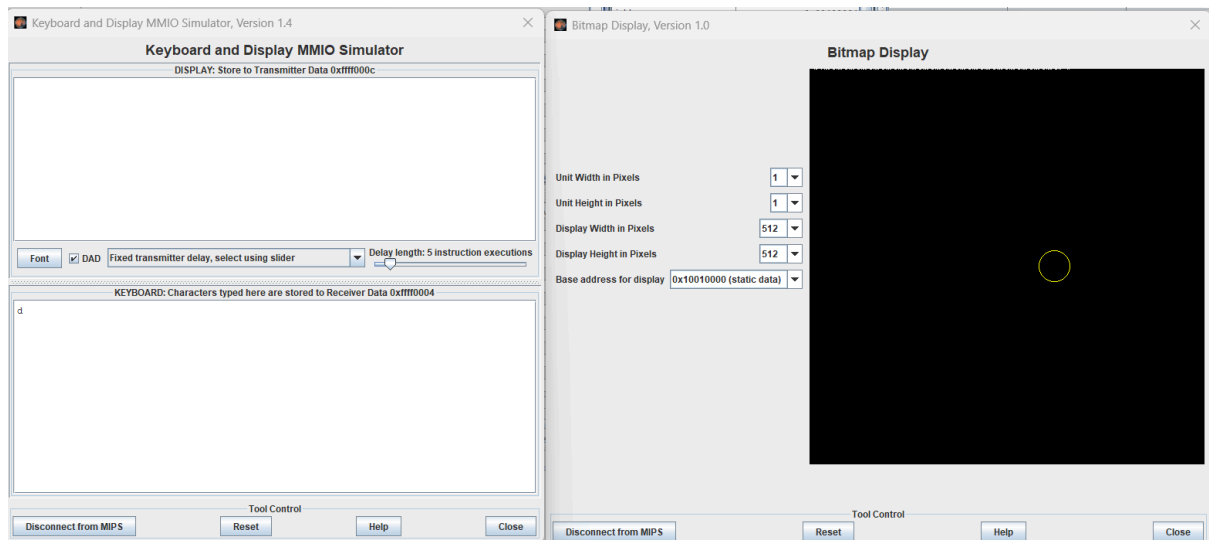 Keyboard and Display MMIO Simulator, Version 1.4
Keyboard and Display MMIO Simulator
DISPLAY: Store to Transmitter Data 0xffff000c
Font
DAD
Fixed transmitter delay, select using slider
Delay length: 5 instruction executions
KEYBOARD: Characters typed here are stored to Receiver Data 0xffff0004
d
Tool Control
Disconnect from MIPS
Reset
Help
Close
Bitmap Display, Version 1.0
Bitmap Display
Unit Width in Pixels 1
Unit Height in Pixels 1
Display Width in Pixels 512
Display Height in Pixels 512
Base address for display 0x10010000 (static data)
Tool Control
Disconnect from MIPS
Reset
Help
Close